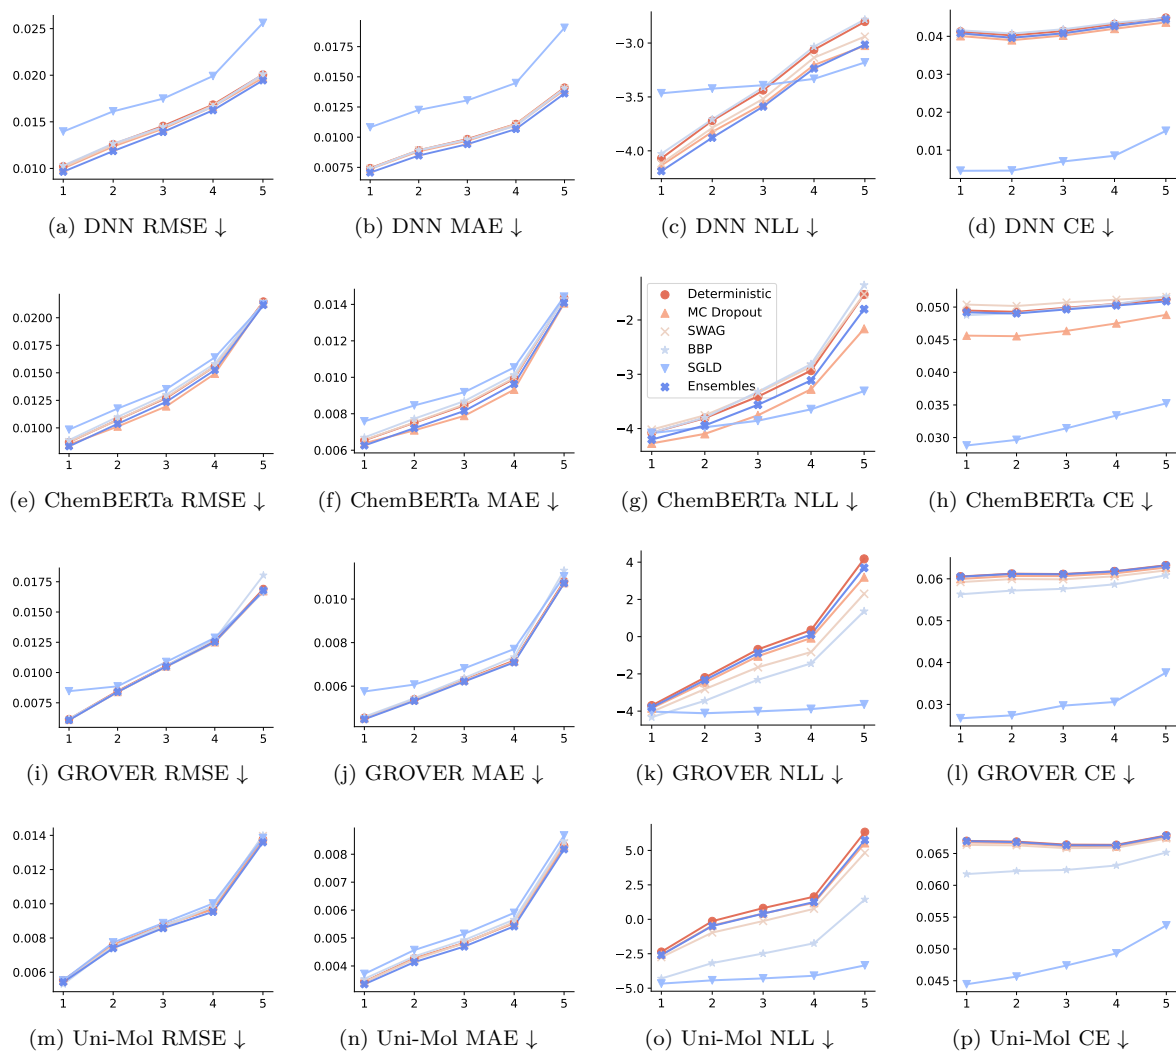 0.025
0.020
0.015
0.010
1 2 3 4 5
(a) DNN RMSE ↓
0.0175
0.0150
0.0125
0.0100
0.0075
1 2 3 4 5
(b) DNN MAE ↓
−3.0
−3.5
−4.0
1 2 3 4 5
(c) DNN NLL ↓
0.04
0.03
0.02
0.01
1 2 3 4 5
(d) DNN CE ↓
0.0200
0.0175
0.0150
0.0125
0.0100
1 2 3 4 5
(e) ChemBERTa RMSE ↓
0.014
0.012
0.010
0.008
0.006
1 2 3 4 5
(f) ChemBERTa MAE ↓
−2
−3
−4
Deterministic
MC Dropout
SWAG
BBP
SGLD
Ensembles
1 2 3 4 5
(g) ChemBERTa NLL ↓
0.050
0.045
0.040
0.035
0.030
1 2 3 4 5
(h) ChemBERTa CE ↓
0.0175
0.0150
0.0125
0.0100
0.0075
1 2 3 4 5
(i) GROVER RMSE ↓
0.010
0.008
0.006
1 2 3 4 5
(j) GROVER MAE ↓
4
2
0
−2
−4
1 2 3 4 5
(k) GROVER NLL ↓
0.06
0.05
0.04
0.03
1 2 3 4 5
(l) GROVER CE ↓
0.014
0.012
0.010
0.008
0.006
1 2 3 4 5
(m) Uni-Mol RMSE ↓
0.008
0.007
0.006
0.005
0.004
1 2 3 4 5
(n) Uni-Mol MAE ↓
5.0
2.5
0.0
−2.5
−5.0
1 2 3 4 5
(o) Uni-Mol NLL ↓
0.065
0.060
0.055
0.050
0.045
1 2 3 4 5
(p) Uni-Mol CE ↓